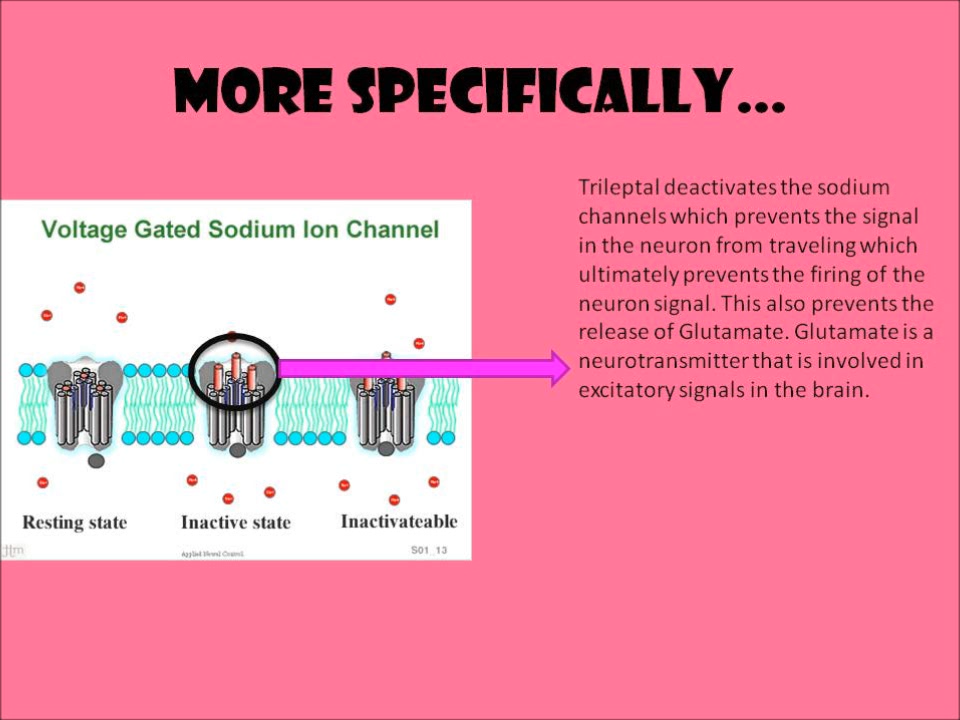 MORE SPECIFICALLY...
Trileptal deactivates the sodium
channels which prevents the signal
in the neuron from traveling which
ultimately prevents the firing of the
neuron signal. This also prevents the
release of Glutamate. Glutamate is a
neurotransmitter that is involved in
excitatory signals in the brain.
Voltage Gated Sodium Ion Channel
Resting state
Inactive state
Inactivateable
S01_13